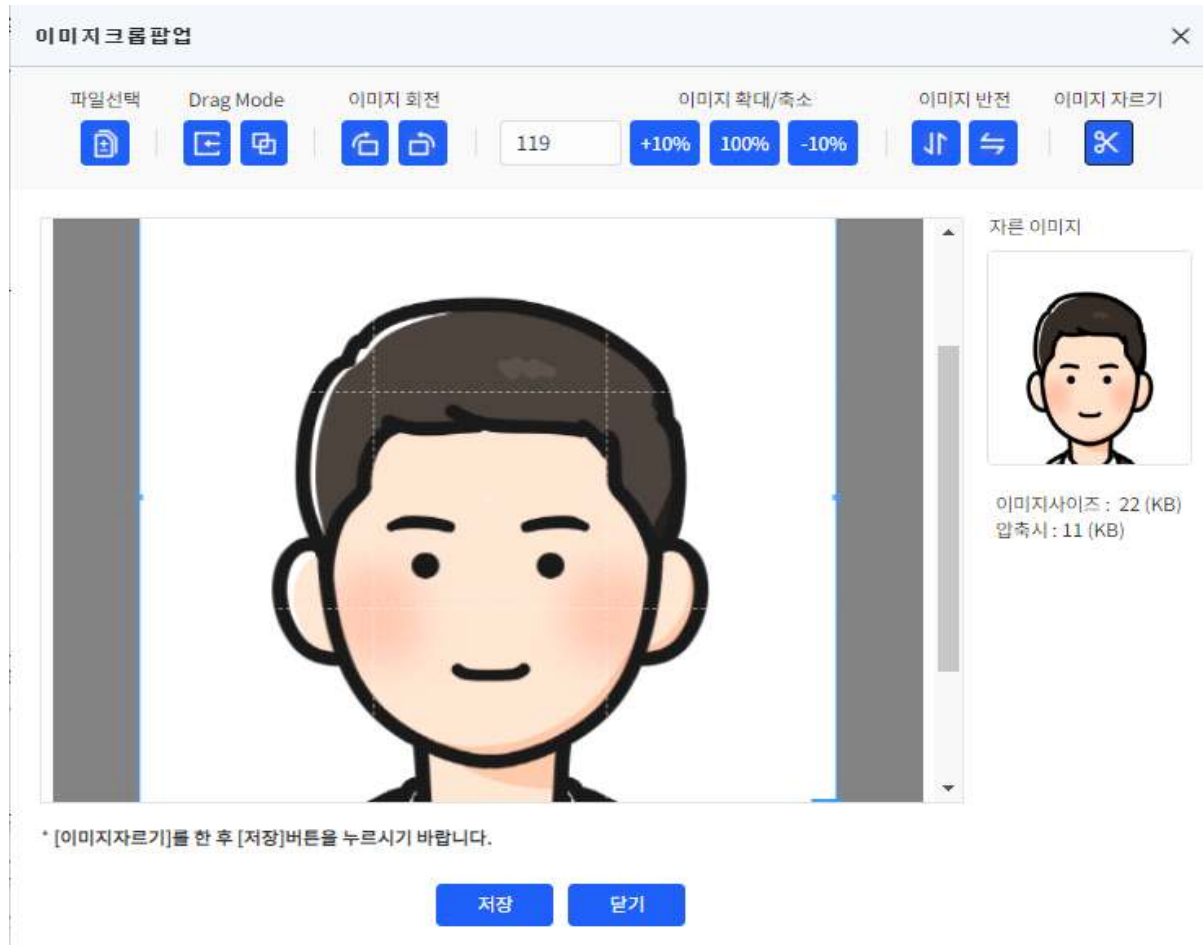 이미지크롭팝업
파일선택 Drag Mode 이미지 회전 이미지 확대/축소 이미지 반전 이미지 자르기
119 +10% 100% -10%
자른 이미지
이미지사이즈 : 22 (KB)
압축시 : 11 (KB)
* [이미지자르기]를 한 후 [저장]버튼을 누르시기 바랍니다.
저장 닫기